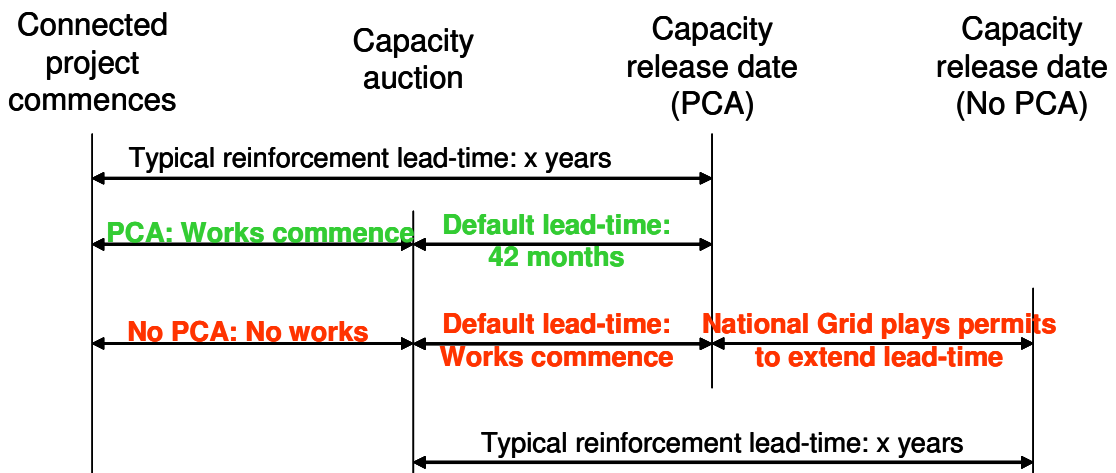 Connected
project
commences
Capacity
auction
Capacity
release date
(PCA)
Capacity
release date
(No PCA)
Typical reinforcement lead-time: x years
PCA: Works commence
Default lead-time:
42 months
No PCA: No works
Default lead-time:
Works commence
National Grid plays permits
to extend lead-time
Typical reinforcement lead-time: x years